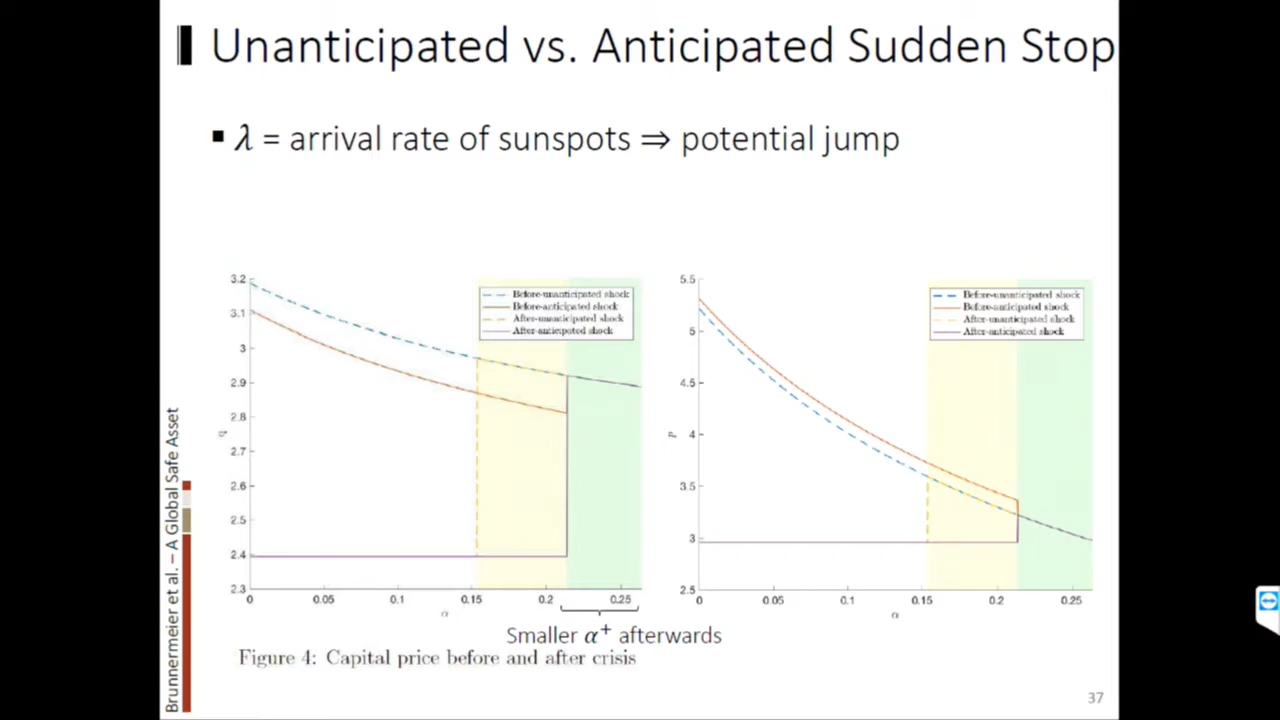 Unanticipated vs. Anticipated Sudden Stop
▪ λ = arrival rate of sunspots ⇒ potential jump
3.2
3.1
3
2.9
2.8
2.7
2.6
2.5
2.4
2.3
q
0 0.05 0.1 0.15 0.2 0.25
α
Before-unanticipated shock
Before-anticipated shock
After-unanticipated shock
After-anticipated shock
5.5
5
4.5
4
3.5
3
2.5
P
0 0.05 0.1 0.15 0.2 0.25
α
Before-unanticipated shock
Before-anticipated shock
After-unanticipated shock
After-anticipated shock
Smaller α⁺ afterwards
Figure 4: Capital price before and after crisis
Brunnermeier et al. – A Global Safe Asset
37